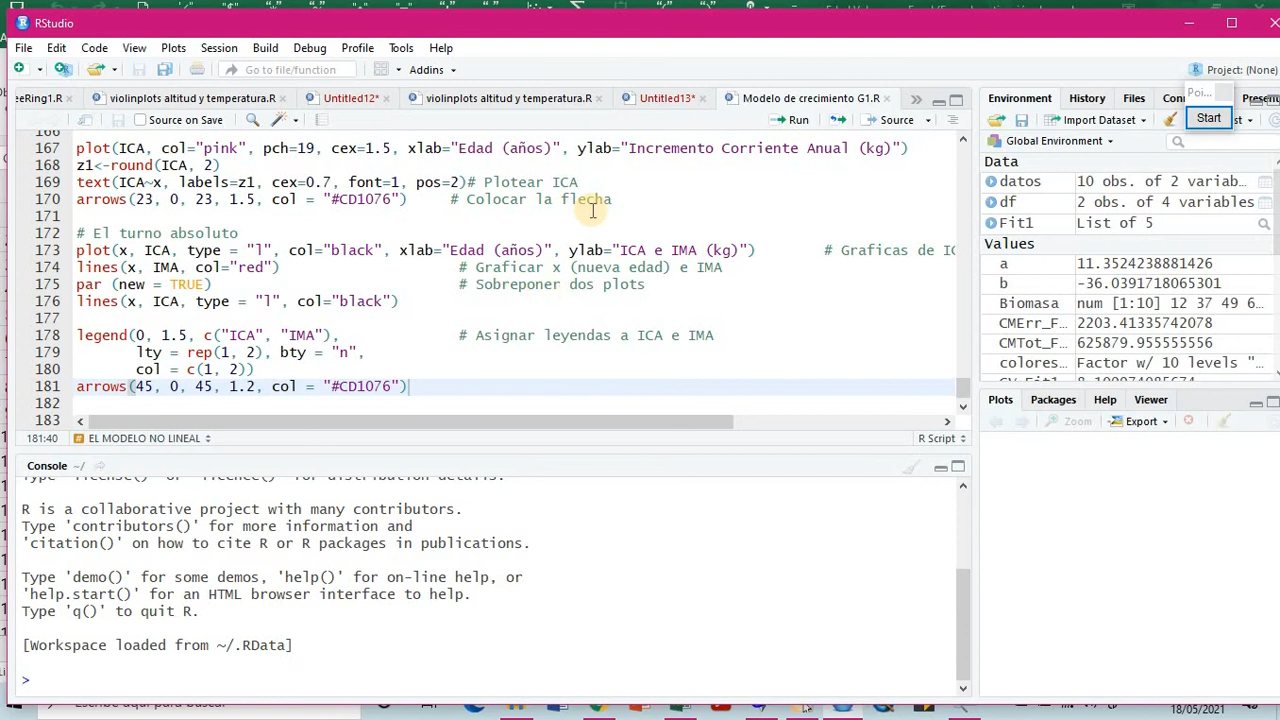 RStudio
File Edit Code View Plots Session Build Debug Profile Tools Help
Go to file/function Addins Project: (None)
eeRing1.R violinplots altitud y temperatura.R Untitled12* violinplots altitud y temperatura.R Untitled13* Modelo de crecimiento G1.R
Source on Save Run Source
166
167 plot(ICA, col="pink", pch=19, cex=1.5, xlab="Edad (años)", ylab="Incremento Corriente Anual (kg)")
168 z1<-round(ICA, 2)
169 text(ICA~x, labels=z1, cex=0.7, font=1, pos=2)# Plotear ICA
170 arrows(23, 0, 23, 1.5, col = "#CD1076") # Colocar la flecha
171
172 # El turno absoluto
173 plot(x, ICA, type = "l", col="black", xlab="Edad (años)", ylab="ICA e IMA (kg)") # Graficas de IC
174 lines(x, IMA, col="red") # Graficar x (nueva edad) e IMA
175 par (new = TRUE) # Sobreponer dos plots
176 lines(x, ICA, type = "l", col="black")
177
178 legend(0, 1.5, c("ICA", "IMA"), # Asignar leyendas a ICA e IMA
179 lty = rep(1, 2), bty = "n",
180 col = c(1, 2))
181 arrows(45, 0, 45, 1.2, col = "#CD1076")
182
183
181:40 EL MODELO NO LINEAL R Script
Console ~/
R is a collaborative project with many contributors.
Type 'contributors()' for more information and
'citation()' on how to cite R or R packages in publications.
Type 'demo()' for some demos, 'help()' for on-line help, or
'help.start()' for an HTML browser interface to help.
Type 'q()' to quit R.
[Workspace loaded from ~/.RData]
>
Environment History Files Con Presen
Poi...
Start
Import Dataset
Global Environment
Data
datos 10 obs. of 2 variab…
df 2 obs. of 4 variables
Fit1 List of 5
Values
a 11.3524238881426
b -36.0391718065301
Biomasa num [1:10] 12 37 49 6…
CMErr_F… 2203.41335742078
CMTot_F… 625879.955555556
colores… Factor w/ 10 levels "
Plots Packages Help Viewer
Zoom Export
18/05/2021